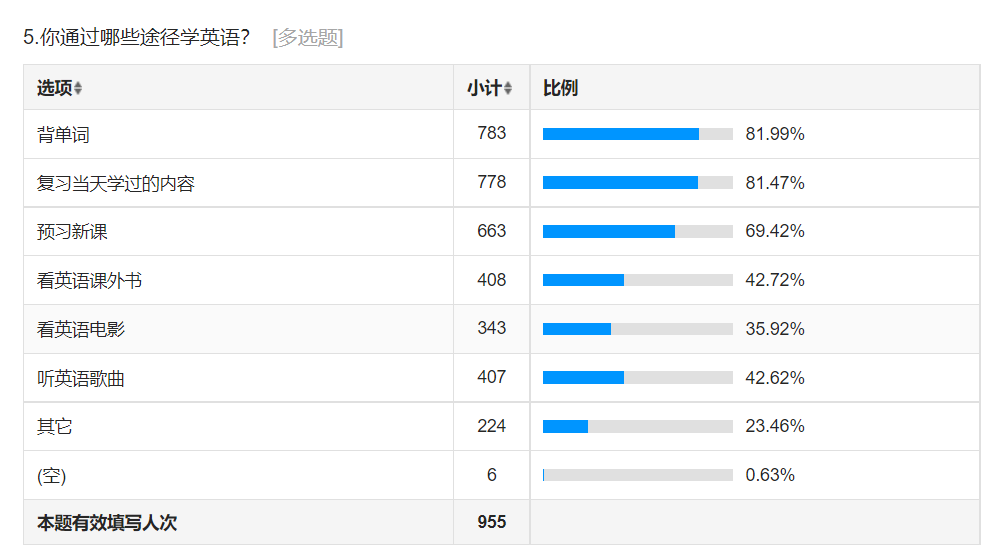 5.你通过哪些途径学英语? [多选题]
选项 小计 比例
背单词 783 81.99%
复习当天学过的内容 778 81.47%
预习新课 663 69.42%
看英语课外书 408 42.72%
看英语电影 343 35.92%
听英语歌曲 407 42.62%
其它 224 23.46%
(空) 6 0.63%
本题有效填写人次 955